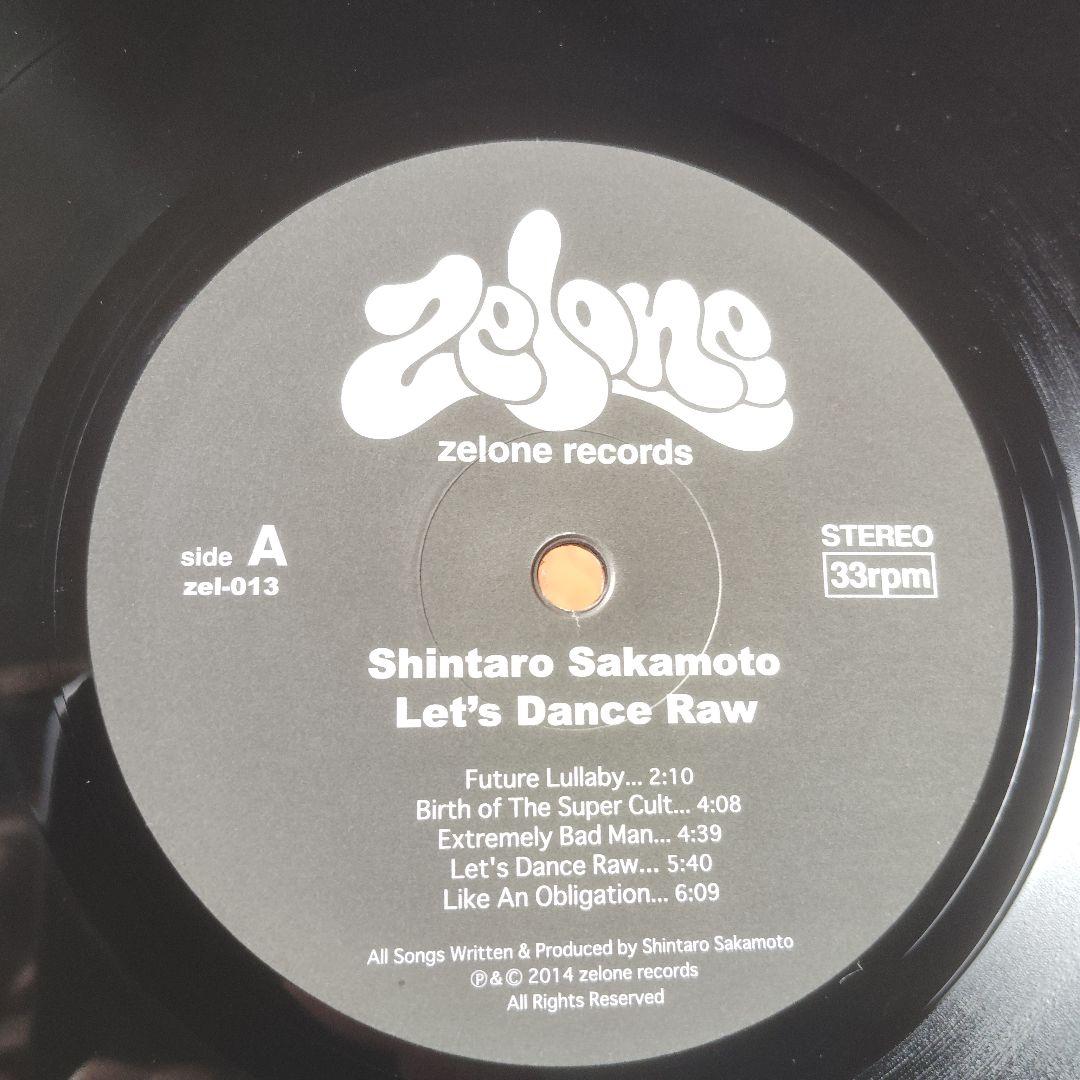 zelone
zelone records
side A
zel-013
STEREO
33rpm
Shintaro Sakamoto
Let's Dance Raw
Future Lullaby... 2:10
Birth of The Super Cult... 4:08
Extremely Bad Man... 4:39
Let's Dance Raw... 5:40
Like An Obligation... 6:09
All Songs Written & Produced by Shintaro Sakamoto
℗&© 2014 zelone records
All Rights Reserved